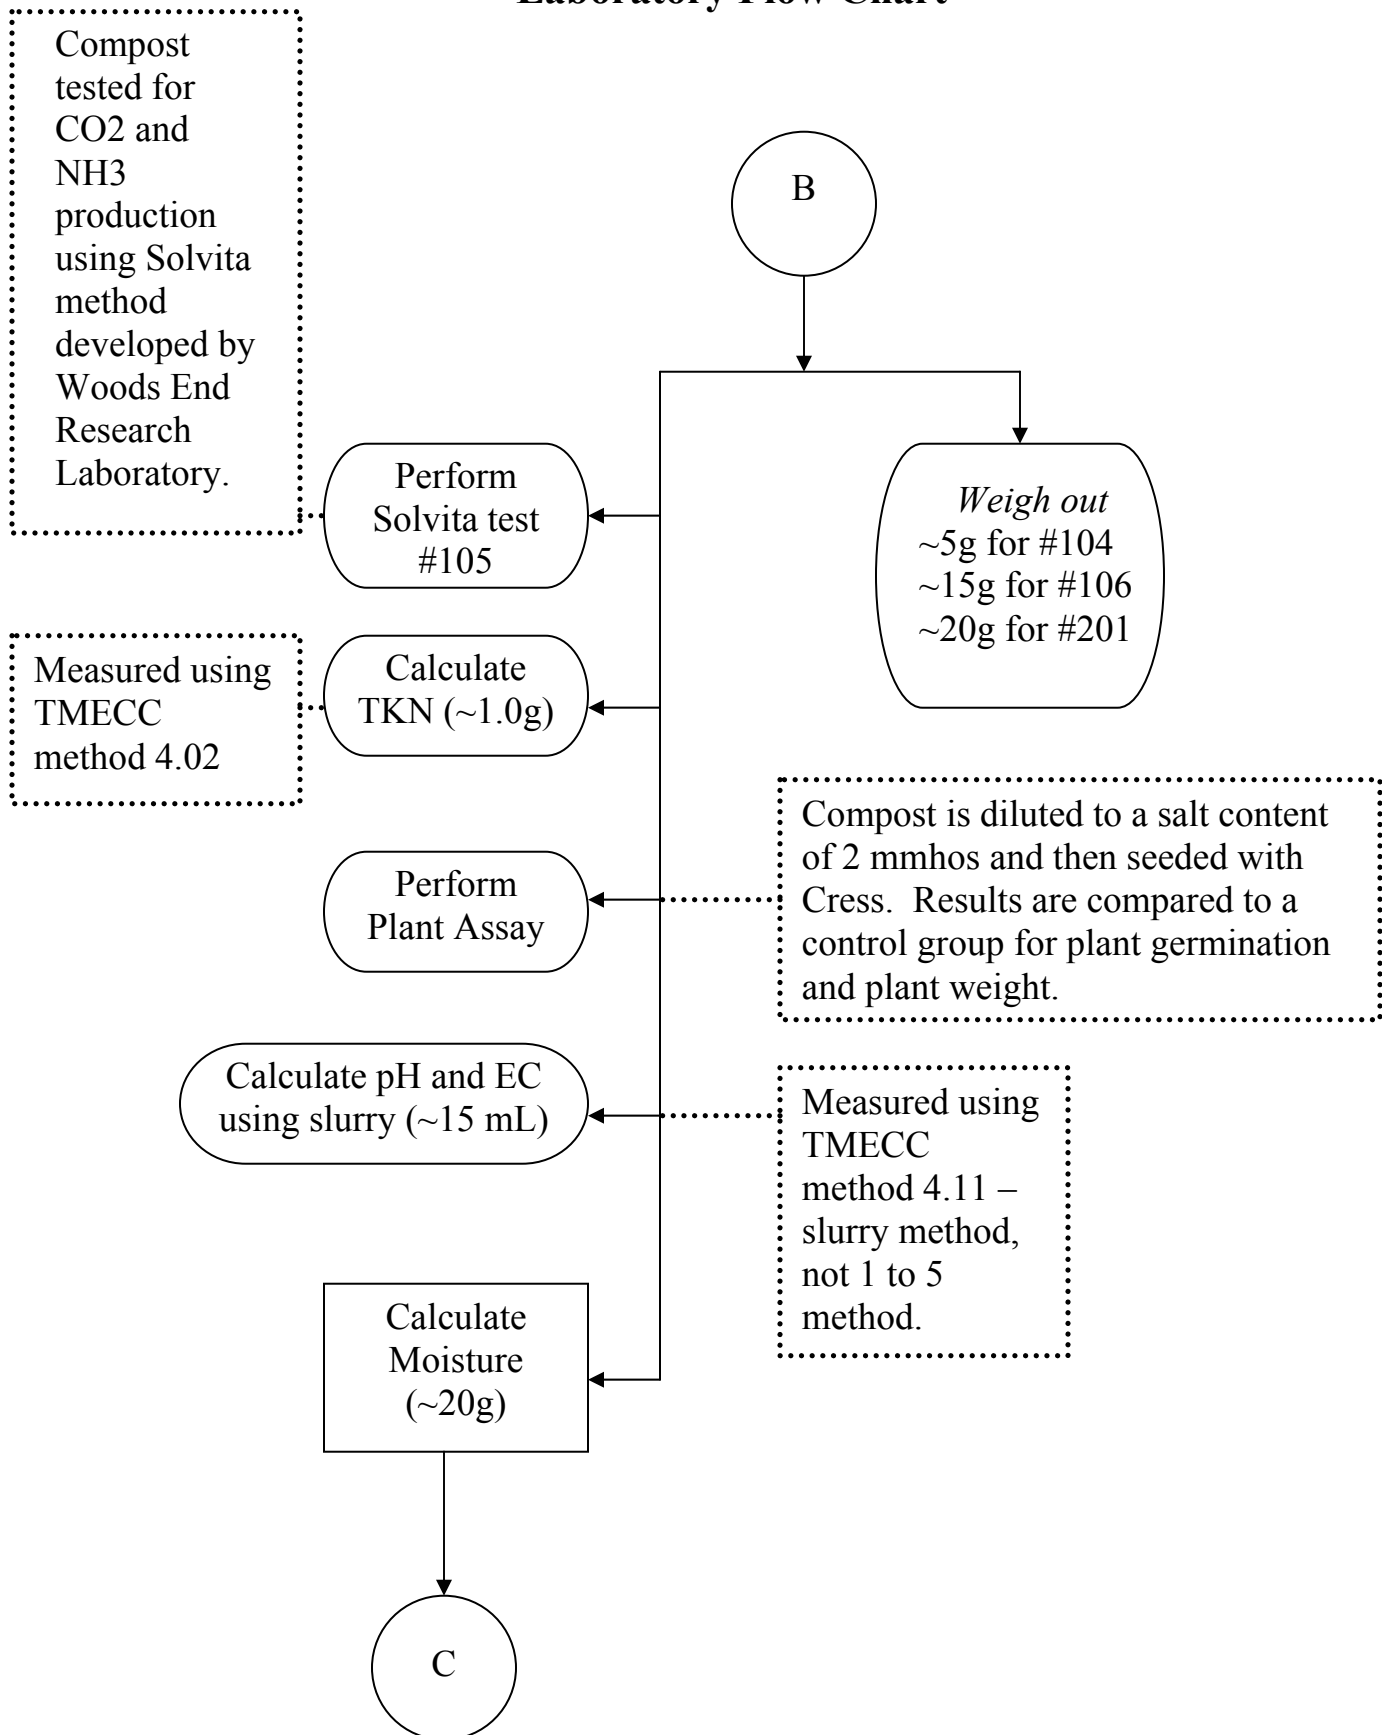 Laboratory Flow Chart
Compost
tested for
CO2 and
NH3
production
using Solvita
method
developed by
Woods End
Research
Laboratory.
B
Perform
Solvita test
#105
Weigh out
~5g for #104
~15g for #106
~20g for #201
Measured using
TMECC
method 4.02
Calculate
TKN (~1.0g)
Compost is diluted to a salt content
of 2 mmhos and then seeded with
Cress.  Results are compared to a
control group for plant germination
and plant weight.
Perform
Plant Assay
Calculate pH and EC
using slurry (~15 mL)
Measured using
TMECC
method 4.11 –
slurry method,
not 1 to 5
method.
Calculate
Moisture
(~20g)
C